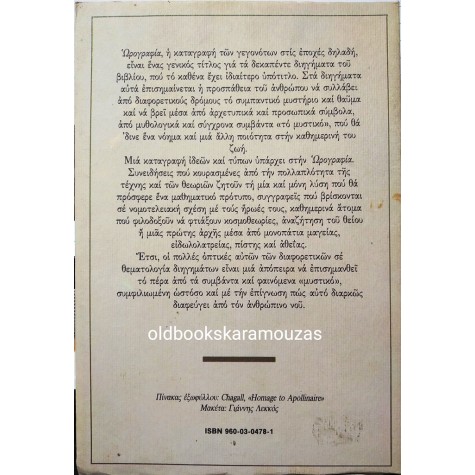 Ὡρογραφία, ἡ καταγραφή τῶν γεγονότων στίς ἐποχές δηλαδή,
εἶναι ἕνας γενικός τίτλος γιά τά δεκαπέντε διηγήματα τοῦ
βιβλίου, πού τό καθένα ἔχει ἰδιαίτερο ὑπότιτλο. Στά διηγήματα
αὐτά ἐπισημαίνεται ἡ προσπάθεια τοῦ ἀνθρώπου νά συλλάβει
ἀπό διαφορετικούς δρόμους τό συμπαντικό μυστήριο καί θαῦμα
καί νά βρεῖ μέσα ἀπό ἀρχετυπικά καί προσωπικά σύμβολα,
ἀπό μυθολογικά καί σύγχρονα συμβάντα «τό μυστικό», πού θά
'δινε ἕνα νόημα καί μιά ἄλλη ποιότητα στήν καθημερινή του
ζωή.
Μιά καταγραφή ἰδεῶν καί τύπων ὑπάρχει στήν Ὡρογραφία.
Συνειδήσεις πού κουρασμένες ἀπό τήν πολλαπλότητα τῆς
τέχνης καί τῶν θεωριῶν ζητοῦν τή μία καί μόνη λύση πού θά
πρόσφερε ἕνα μαθηματικό πρότυπο, συγγραφεῖς πού βρίσκονται
σέ νομοτελειακή σχέση μέ τούς ἥρωές τους, καθημερινά ἄτομα
πού φιλοδοξοῦν νά φτιάξουν κοσμοθεωρίες, ἀναζήτηση τοῦ θείου
ἤ μιᾶς πρώτης ἀρχῆς μέσα ἀπό μονοπάτια μαγείας,
εἰδωλολατρείας, πίστης καί ἀθεΐας.
Ἔτσι, οἱ πολλές ὀπτικές αὐτῶν τῶν διαφορετικῶν σέ
θεματολογία διηγημάτων εἶναι μιά ἀπόπειρα νά ἐπισημανθεῖ
τό πέρα ἀπό τά συμβάντα καί φαινόμενα «μυστικό»,
συμφιλιωμένη ὡστόσο καί μέ τήν ἐπίγνωση πώς αὐτό διαρκῶς
διαφεύγει ἀπό τόν ἀνθρώπινο νοῦ.
oldbookskaramouzas
Πίνακας ἐξωφύλλου: Chagall, «Homage to Apollinaire»
Μακέτα: Γιάννης Λεκκός
ISBN 960-03-0478-1